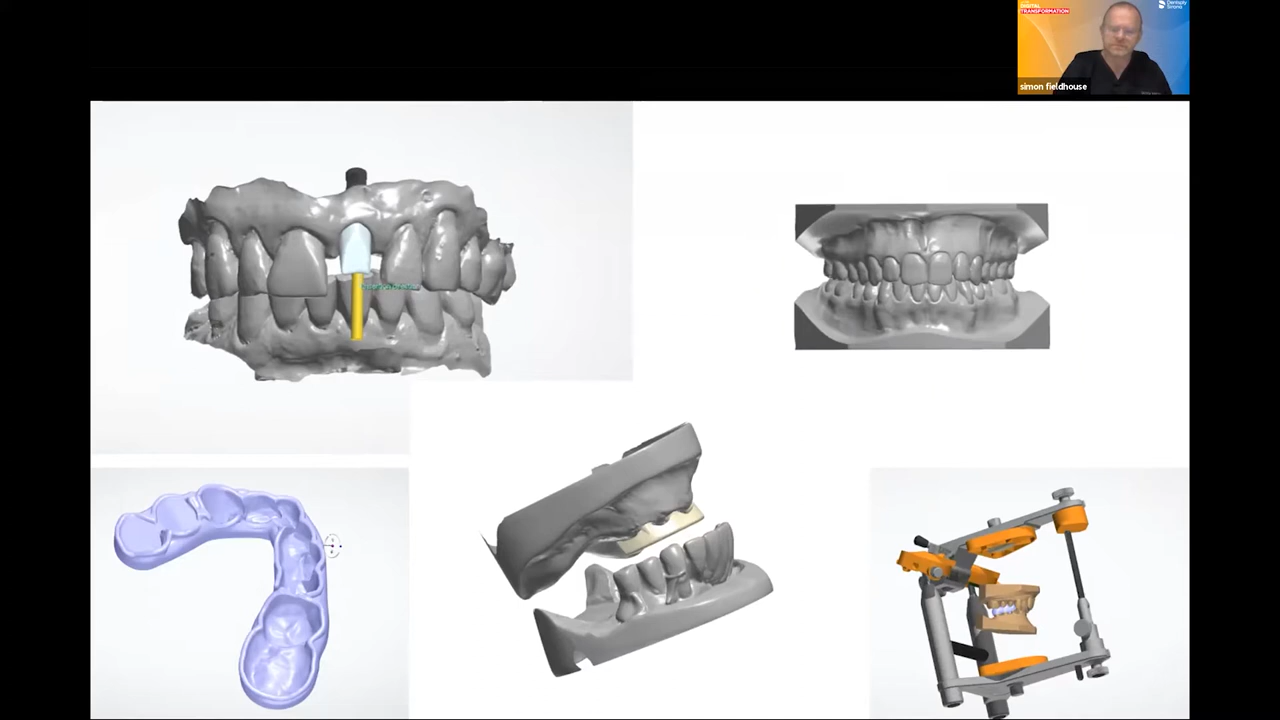 DIGITAL
TRANSFORMATION
Dentsply
Sirona
simon fieldhouse